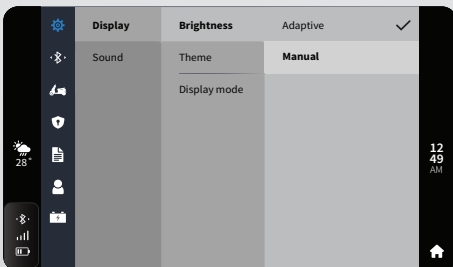 Display
Brightness
Adaptive
Sound
Theme
Manual
Display mode
28°
12
49
AM